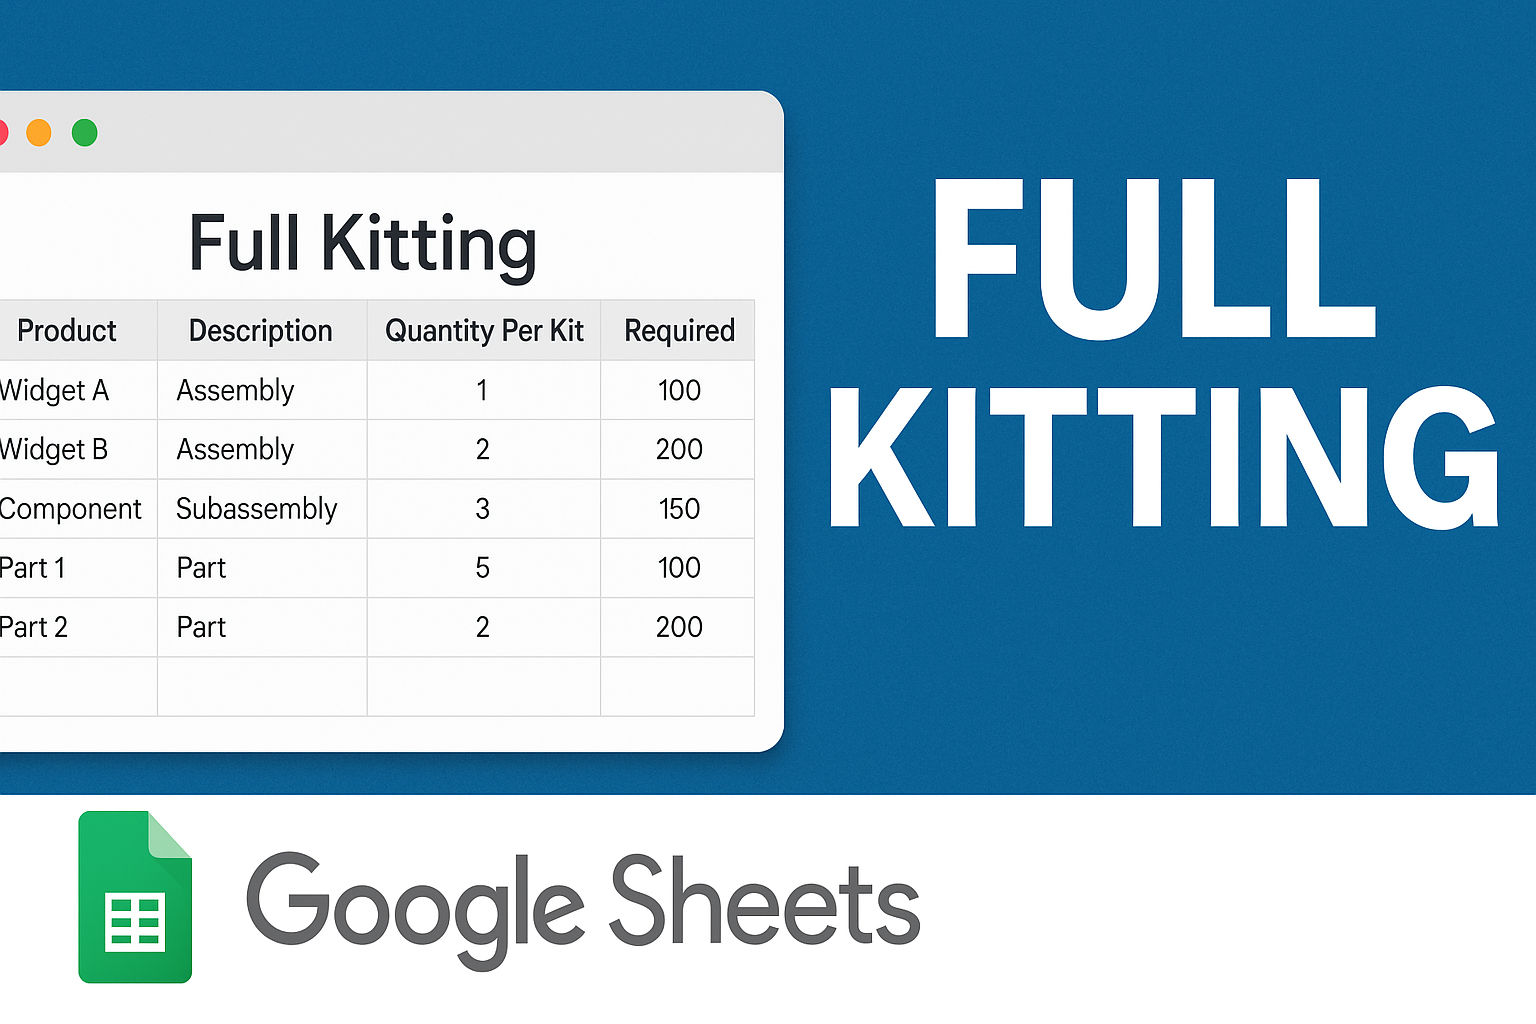 Full Kitting
Product Description Quantity Per Kit Required
Widget A Assembly 1 100
Widget B Assembly 2 200
Component Subassembly 3 150
Part 1 Part 5 100
Part 2 Part 2 200
FULL
KITTING
Google Sheets